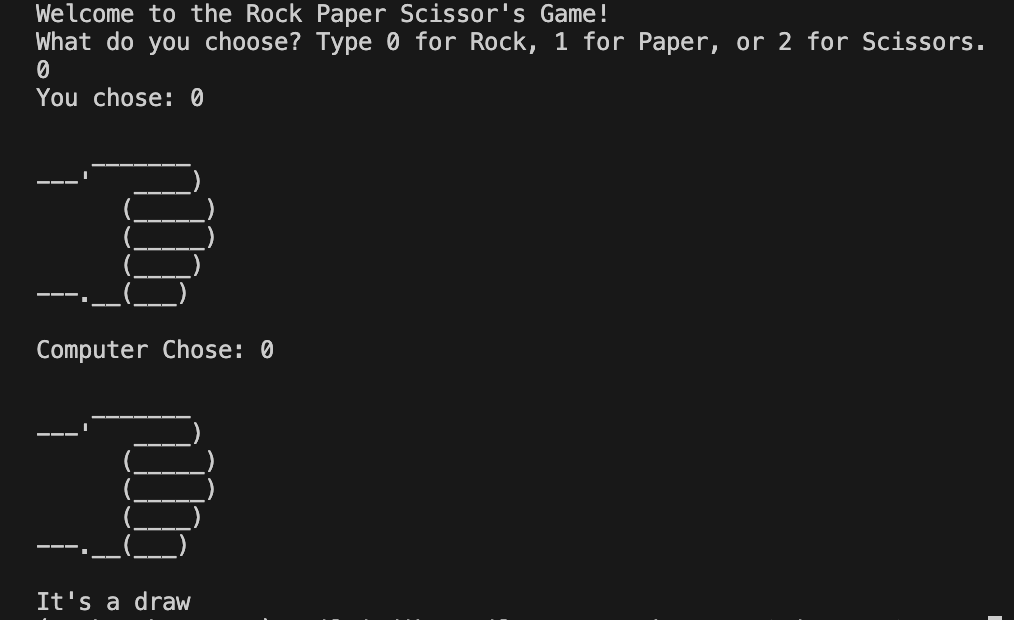 Welcome to the Rock Paper Scissor's Game!
What do you choose? Type 0 for Rock, 1 for Paper, or 2 for Scissors.
0
You chose: 0
    _______
---'   ____)
      (_____)
      (_____)
      (____)
---.__(___)
Computer Chose: 0
    _______
---'   ____)
      (_____)
      (_____)
      (____)
---.__(___)
It's a draw